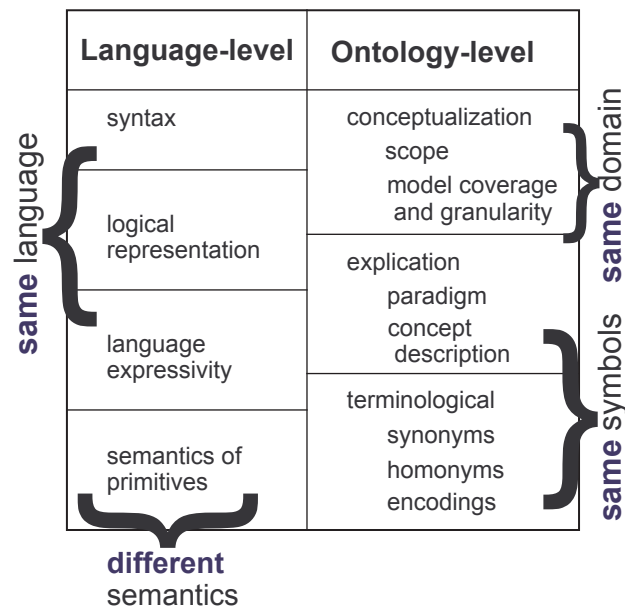 Language-level
Ontology-level
syntax
logical
representation
language
expressivity
semantics of
primitives
conceptualization
scope
model coverage
and granularity
explication
paradigm
concept
description
terminological
synonyms
homonyms
encodings
same language
same domain
same symbols
different
semantics